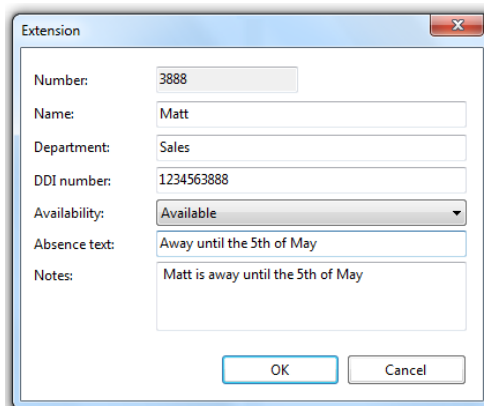 Extension
Number: 3888
Name: Matt
Department: Sales
DDI number: 1234563888
Availability: Available
Absence text: Away until the 5th of May
Notes: Matt is away until the 5th of May
OK Cancel